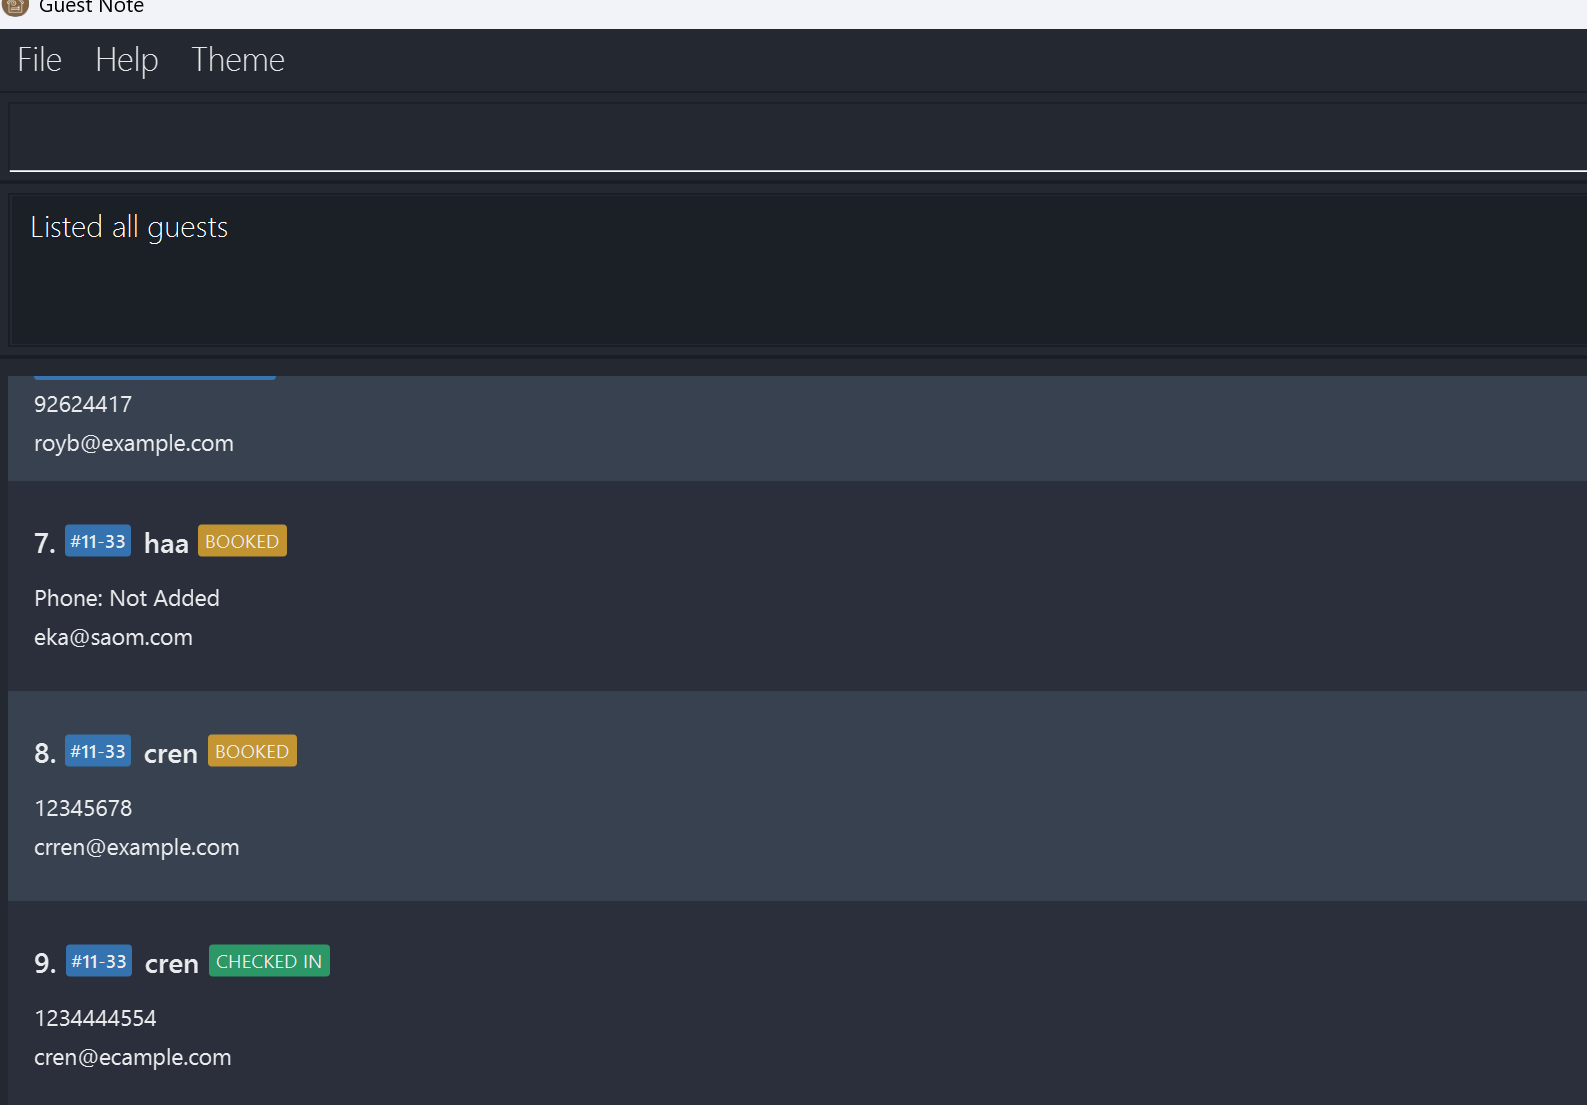 Guest Note
File Help Theme
Listed all guests
92624417
royb@example.com
7. #11-33 haa BOOKED
Phone: Not Added
eka@saom.com
8. #11-33 cren BOOKED
12345678
crren@example.com
9. #11-33 cren CHECKED IN
1234444554
cren@ecample.com